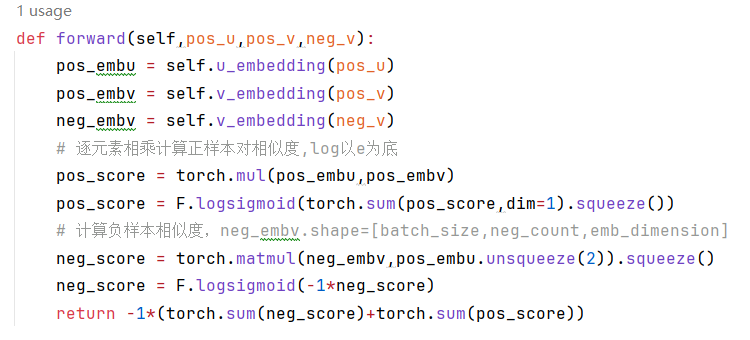 1 usage
def forward(self,pos_u,pos_v,neg_v):
    pos_embu = self.u_embedding(pos_u)
    pos_embv = self.v_embedding(pos_v)
    neg_embv = self.v_embedding(neg_v)
    # 逐元素相乘计算正样本对相似度,log以e为底
    pos_score = torch.mul(pos_embu,pos_embv)
    pos_score = F.logsigmoid(torch.sum(pos_score,dim=1).squeeze())
    # 计算负样本相似度，neg_embv.shape=[batch_size,neg_count,emb_dimension]
    neg_score = torch.matmul(neg_embv,pos_embu.unsqueeze(2)).squeeze()
    neg_score = F.logsigmoid(-1*neg_score)
    return -1*(torch.sum(neg_score)+torch.sum(pos_score))